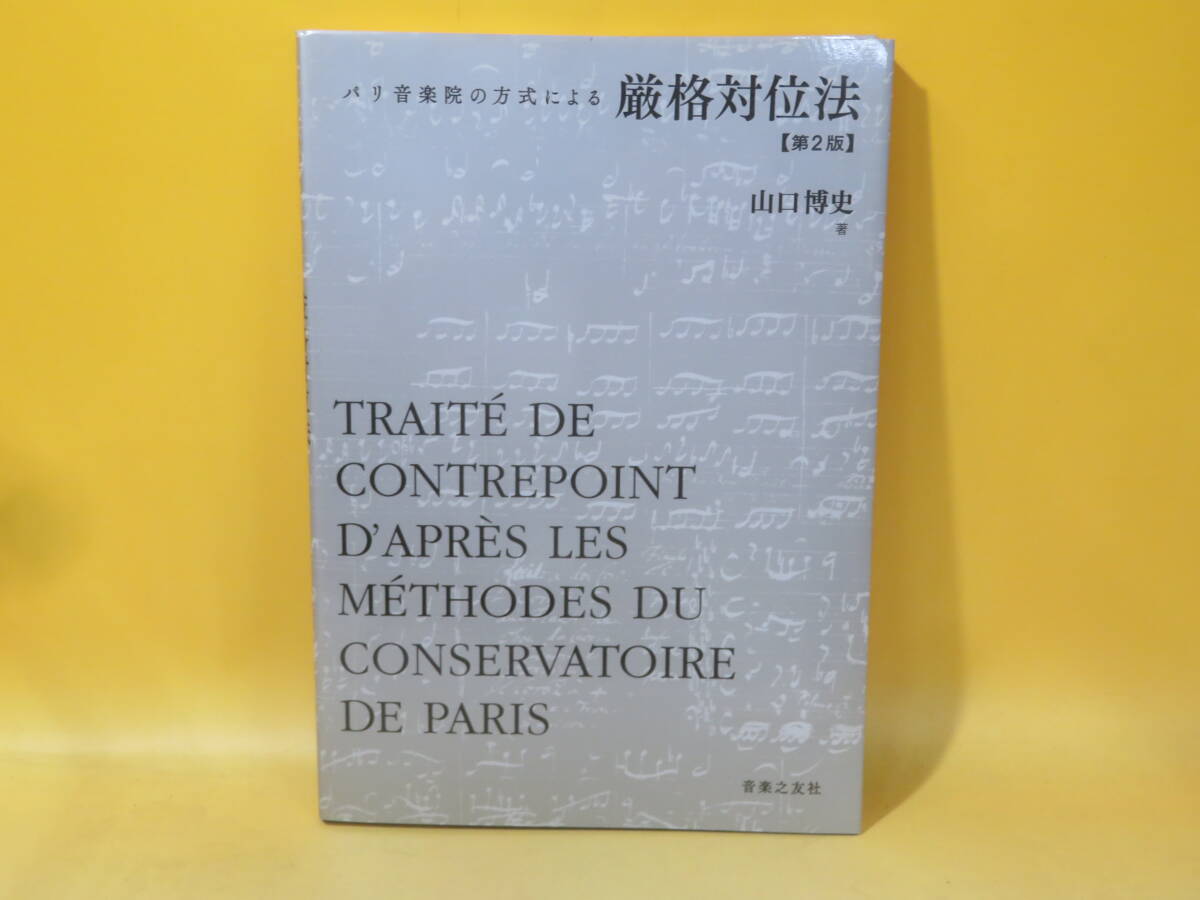 パリ音楽院の方式による 厳格対位法
【第2版】
山口博史
著
TRAITÉ DE
CONTREPOINT
D'APRÈS LES
MÉTHODES DU
CONSERVATOIRE
DE PARIS
音楽之友社